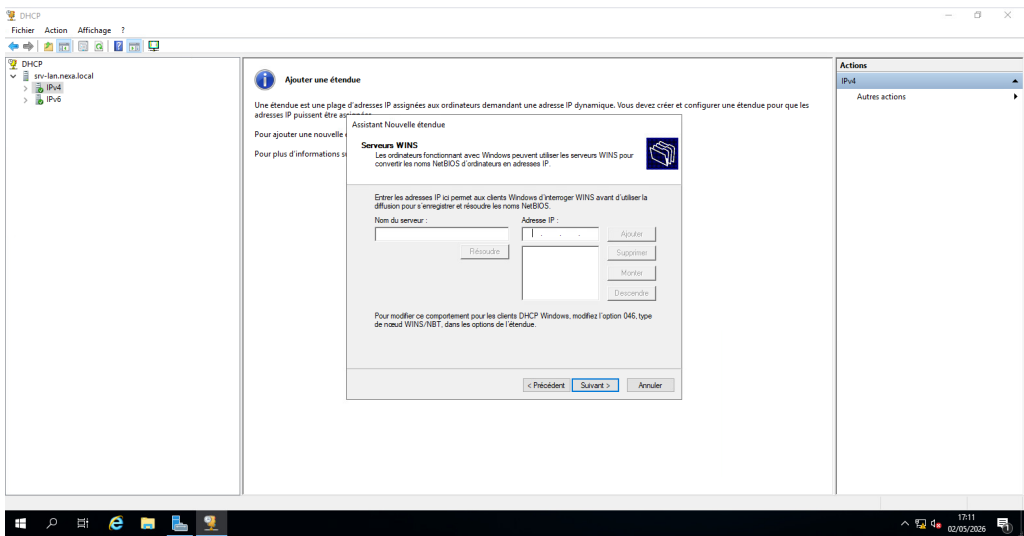 DHCP
Fichier Action Affichage ?
DHCP
srv-lan.nexa.local
IPv4
IPv6
Ajouter une étendue
Une étendue est une plage d'adresses IP assignées aux ordinateurs demandant une adresse IP dynamique. Vous devez créer et configurer une étendue pour que les
adresses IP puissent être
Pour ajouter une nouvelle
Pour plus d'informations
Assistant Nouvelle étendue
Serveurs WINS
Les ordinateurs fonctionnant avec Windows peuvent utiliser les serveurs WINS pour
convertir les noms NetBIOS d'ordinateurs en adresses IP.
Entrer les adresses IP ici permet aux clients Windows d'interroger WINS avant d'utiliser la
diffusion pour s'enregistrer et résoudre les noms NetBIOS.
Nom du serveur :
Adresse IP :
Ajouter
Résoudre
Supprimer
Monter
Descendre
Pour modifier ce comportement pour les clients DHCP Windows, modifiez l'option 046, type
de nœud WINS/NBT, dans les options de l'étendue.
< Précédent
Suivant >
Annuler
Actions
IPv4
Autres actions
17:11
02/05/2026